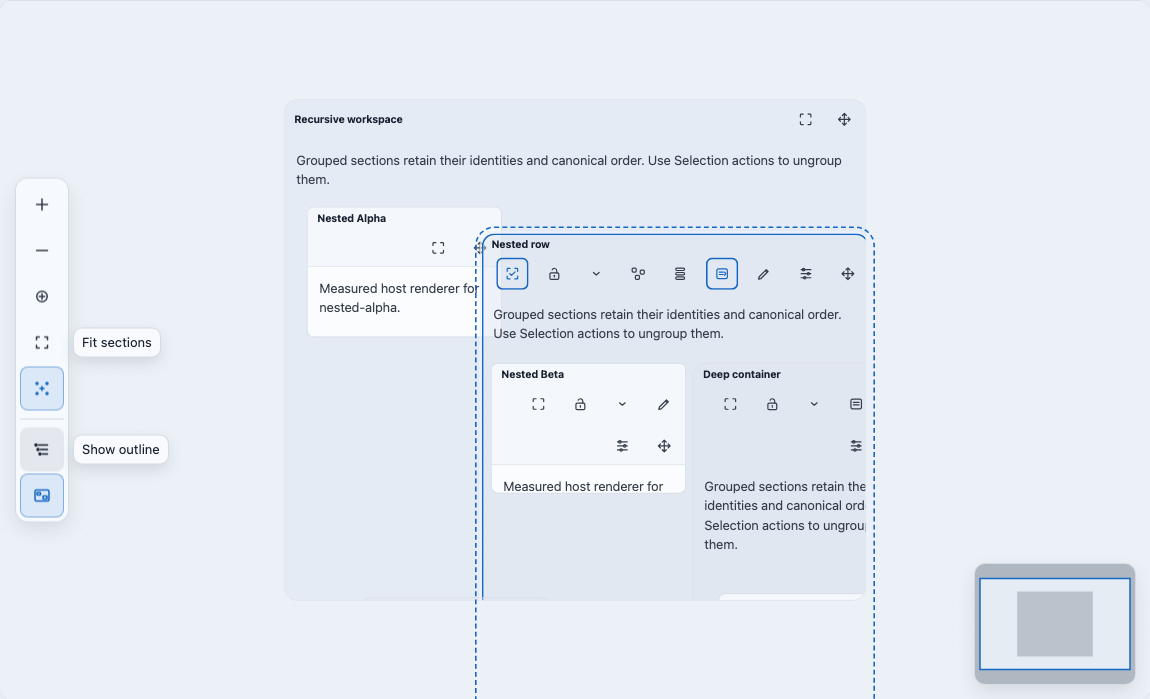 Recursive workspace
Grouped sections retain their identities and canonical order. Use Selection actions to ungroup
them.
Nested Alpha
Measured host renderer for
nested-alpha.
Nested row
Grouped sections retain their identities and canonical order.
Use Selection actions to ungroup them.
Nested Beta
Measured host renderer for
Deep container
Grouped sections retain the
identities and canonical ord
Selection actions to ungrou
them.
Fit sections
Show outline